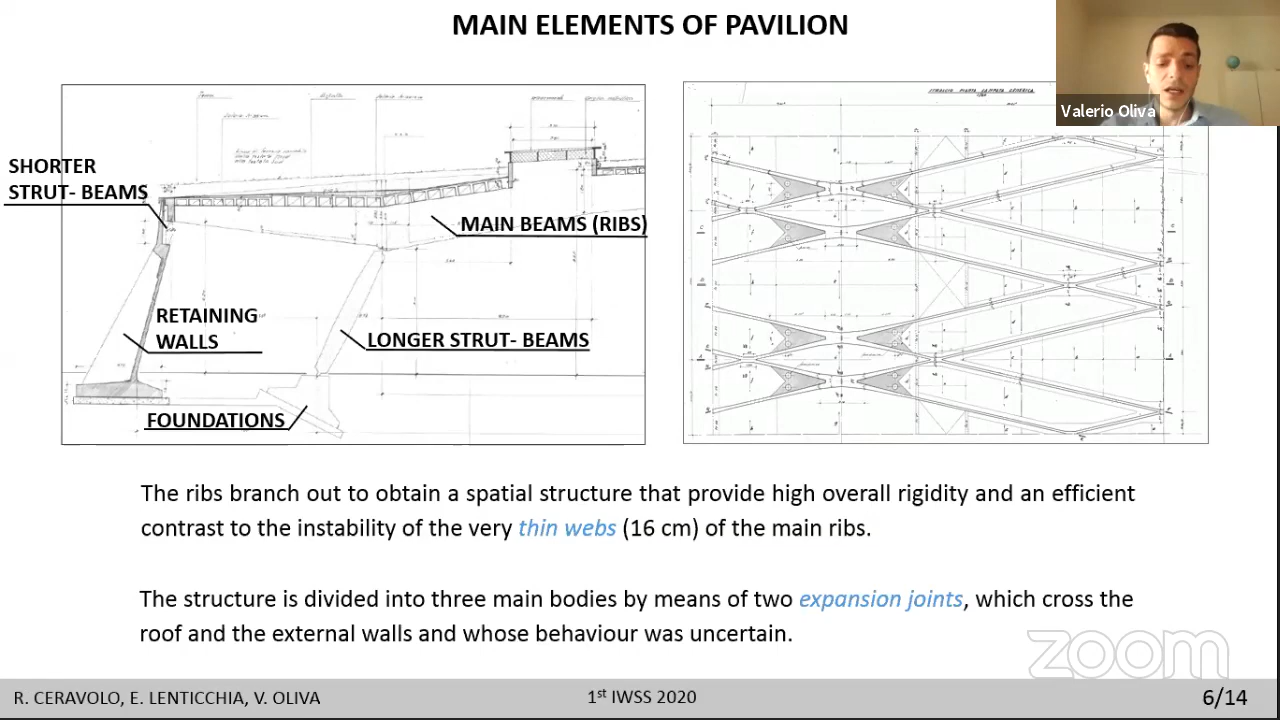 MAIN ELEMENTS OF PAVILION
Valerio Oliva
SHORTER
STRUT- BEAMS
MAIN BEAMS (RIBS)
RETAINING
WALLS
LONGER STRUT- BEAMS
FOUNDATIONS
The ribs branch out to obtain a spatial structure that provide high overall rigidity and an efficient
contrast to the instability of the very thin webs (16 cm) of the main ribs.
The structure is divided into three main bodies by means of two expansion joints, which cross the
roof and the external walls and whose behaviour was uncertain.
zoom
R. CERAVOLO, E. LENTICCHIA, V. OLIVA
1st IWSS 2020
6/14